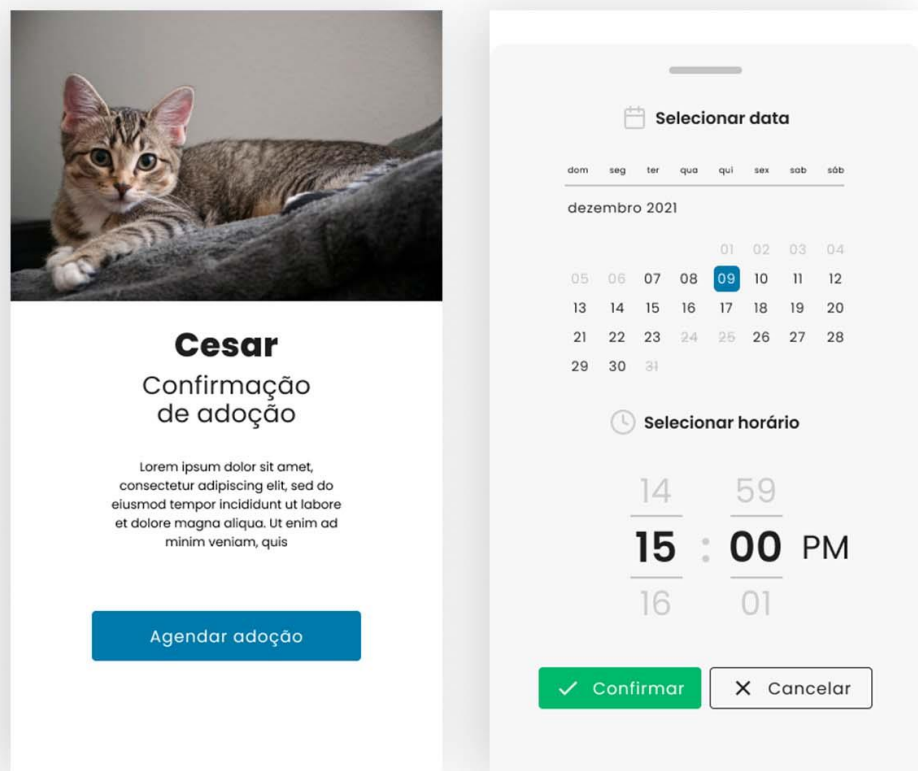 Cesar
Confirmação
de adoção
Lorem ipsum dolor sit amet,
consectetur adipiscing elit, sed do
eiusmod tempor incididunt ut labore
et dolore magna aliqua. Ut enim ad
minim veniam, quis
Agendar adoção
Selecionar data
dom seg ter qua qui sex sab sáb
dezembro 2021
01 02 03 04
05 06 07 08 09 10 11 12
13 14 15 16 17 18 19 20
21 22 23 24 25 26 27 28
29 30 31
Selecionar horário
14 59
15 : 00 PM
16 01
Confirmar Cancelar